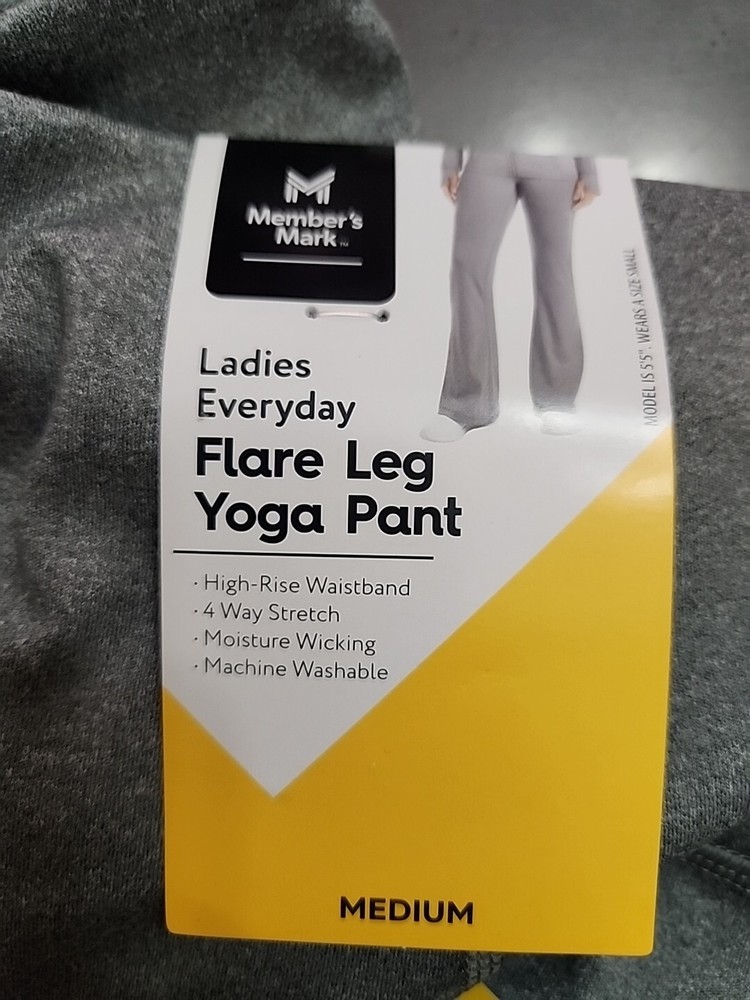 Member's
Mark™
MODEL IS 5'5". WEARS A SIZE SMALL
Ladies
Everyday
Flare Leg
Yoga Pant
· High-Rise Waistband
· 4 Way Stretch
· Moisture Wicking
· Machine Washable
MEDIUM